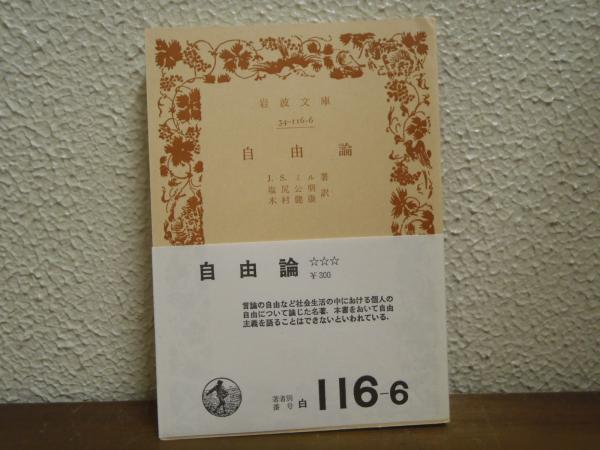 岩波文庫
34-116-6
自由論
J. S. ミル著
塩尻公明
木村健康訳
自由論 ☆☆☆
¥300
言論の自由など社会生活の中における個人の
自由について論じた名著．本書をおいて自由
主義を語ることはできないといわれている．
著者別
番号 白 116-6